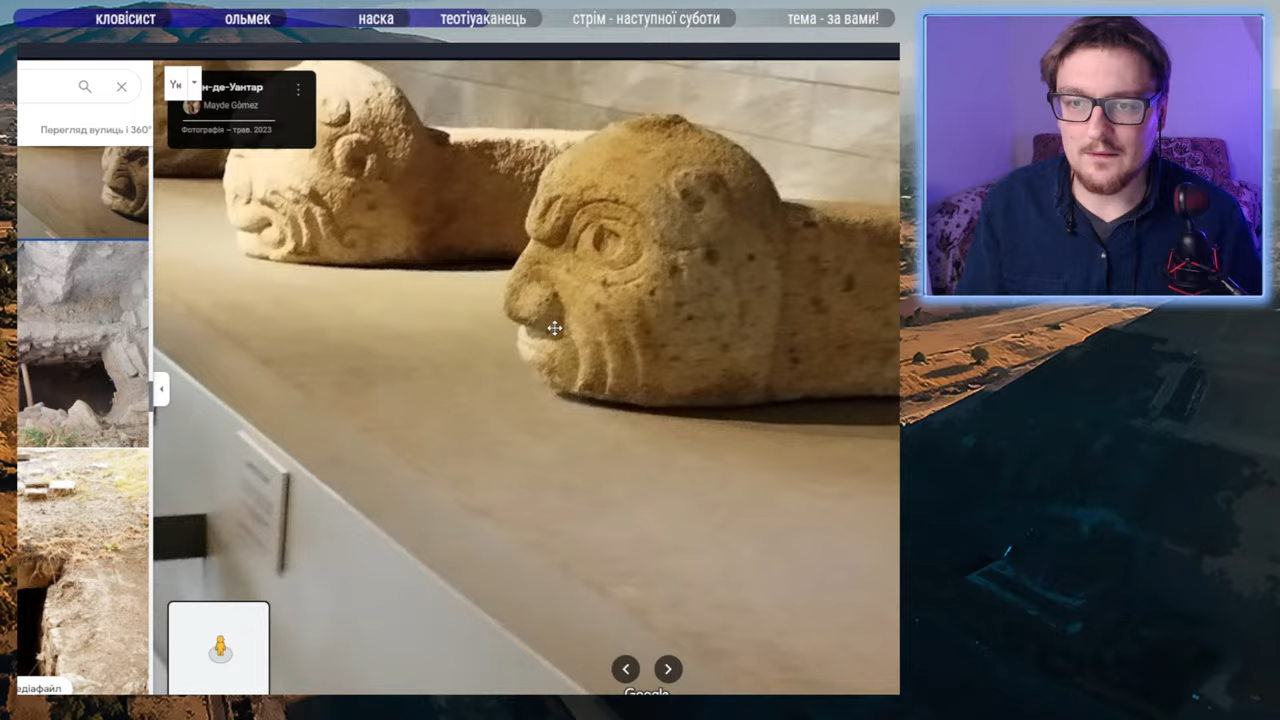 кловісист
ольмек
наска
теотіуаканець
стрім - наступної суботи
тема - за вами!
н-де-Уантар
Mayde Gómez
Фотографія – трав. 2023
Перегляд вулиць і 360°
едіафайл
Google